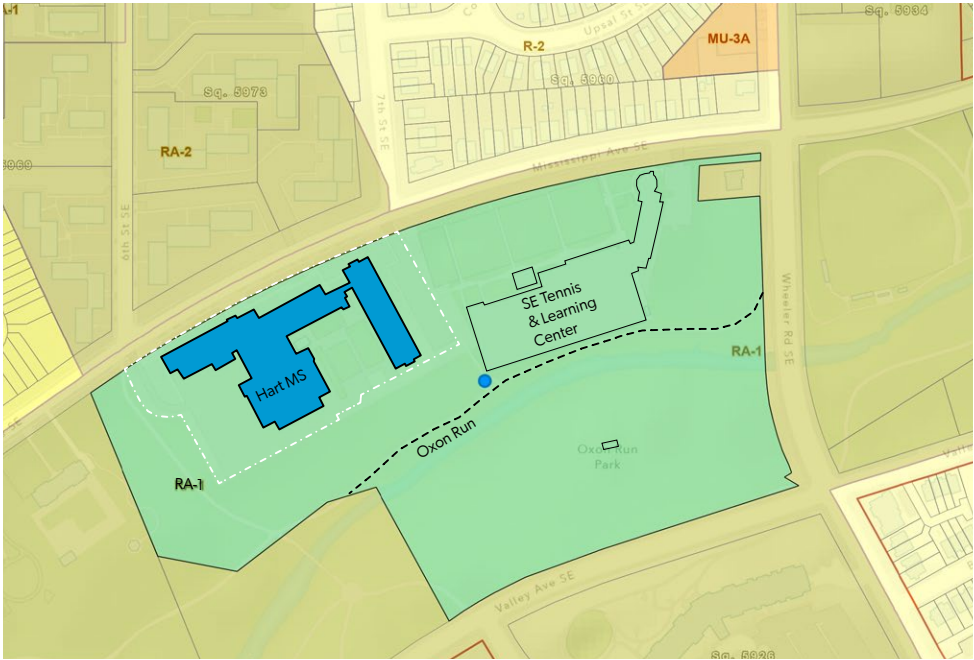 Sq. 5934
Upsal St SE
R-2
MU-3A
Sq. 5960
Sq. 5973
7th St SE
RA-2
Mississippi Ave SE
6th St SE
SE Tennis
& Learning
Center
Wheeler Rd SE
RA-1
Hart MS
Oxon Run
Oxon Run
Park
RA-1
SE
Valley Ave SE
Sq. 5926